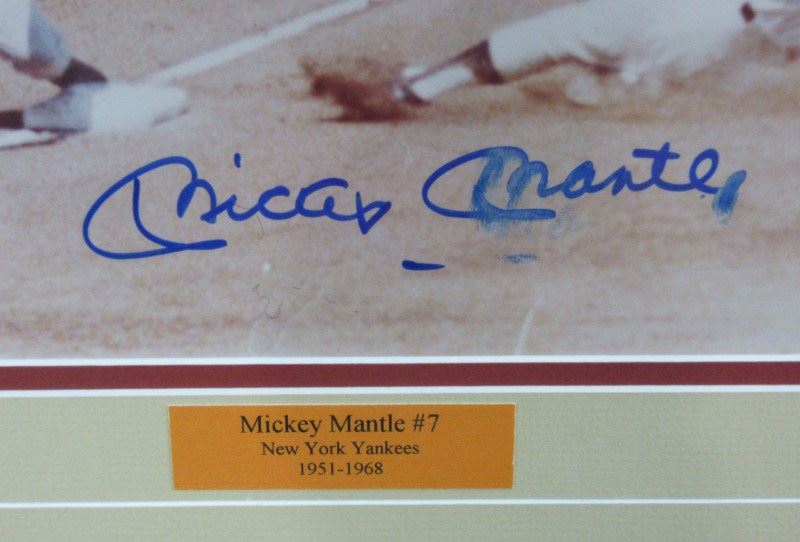 Mickey Mantle
Mickey Mantle #7
New York Yankees
1951-1968